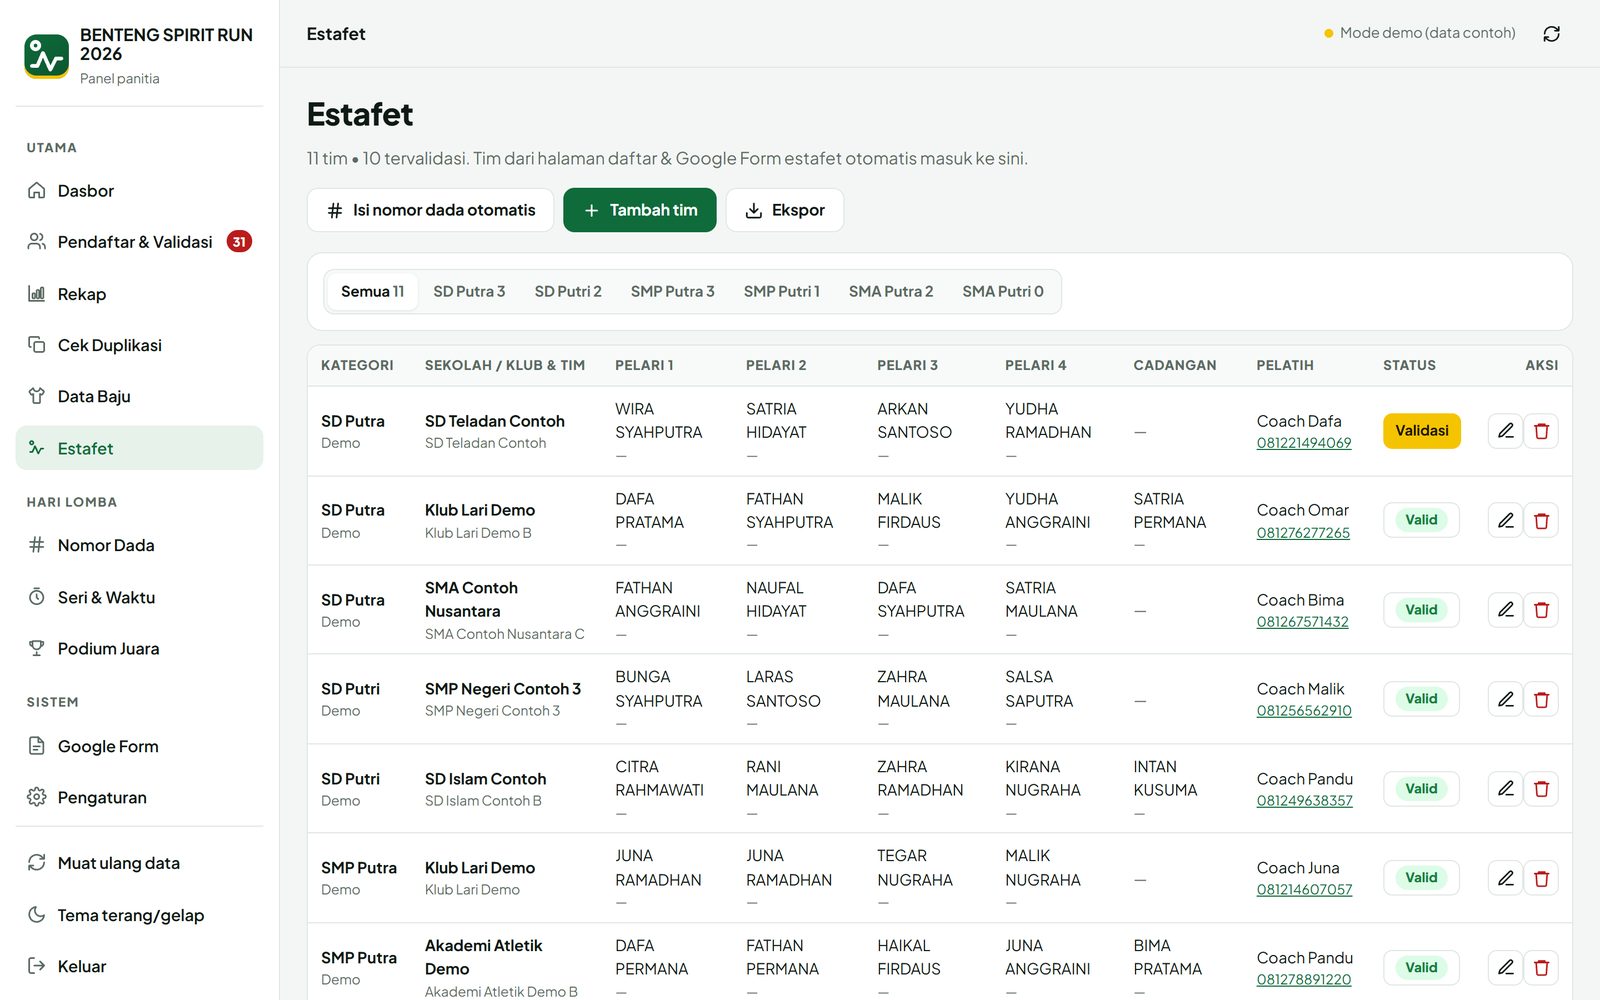 BENTENG SPIRIT RUN
2026
Panel panitia
UTAMA
Dasbor
Pendaftar & Validasi 31
Rekap
Cek Duplikasi
Data Baju
Estafet
HARI LOMBA
Nomor Dada
Seri & Waktu
Podium Juara
SISTEM
Google Form
Pengaturan
Muat ulang data
Tema terang/gelap
Keluar
Estafet
Mode demo (data contoh)
Estafet
11 tim • 10 tervalidasi. Tim dari halaman daftar & Google Form estafet otomatis masuk ke sini.
Isi nomor dada otomatis
Tambah tim
Ekspor
Semua 11 SD Putra 3 SD Putri 2 SMP Putra 3 SMP Putri 1 SMA Putra 2 SMA Putri 0
KATEGORI SEKOLAH / KLUB & TIM PELARI 1 PELARI 2 PELARI 3 PELARI 4 CADANGAN PELATIH STATUS AKSI
SD Putra
Demo
SD Teladan Contoh
SD Teladan Contoh
WIRA
SYAHPUTRA
—
SATRIA
HIDAYAT
—
ARKAN
SANTOSO
—
YUDHA
RAMADHAN
—
—
Coach Dafa
081221494069
Validasi
SD Putra
Demo
Klub Lari Demo
Klub Lari Demo B
DAFA
PRATAMA
—
FATHAN
SYAHPUTRA
—
MALIK
FIRDAUS
—
YUDHA
ANGGRAINI
—
SATRIA
PERMANA
—
Coach Omar
081276277265
Valid
SD Putra
Demo
SMA Contoh
Nusantara
SMA Contoh Nusantara C
FATHAN
ANGGRAINI
—
NAUFAL
HIDAYAT
—
DAFA
SYAHPUTRA
—
SATRIA
MAULANA
—
—
Coach Bima
081267571432
Valid
SD Putri
Demo
SMP Negeri Contoh 3
SMP Negeri Contoh 3
BUNGA
SYAHPUTRA
—
LARAS
SANTOSO
—
ZAHRA
MAULANA
—
SALSA
SAPUTRA
—
—
Coach Malik
081256562910
Valid
SD Putri
Demo
SD Islam Contoh
SD Islam Contoh B
CITRA
RAHMAWATI
—
RANI
MAULANA
—
ZAHRA
RAMADHAN
—
KIRANA
NUGRAHA
—
INTAN
KUSUMA
—
Coach Pandu
081249638357
Valid
SMP Putra
Demo
Klub Lari Demo
Klub Lari Demo
JUNA
RAMADHAN
—
JUNA
RAMADHAN
—
TEGAR
NUGRAHA
—
MALIK
NUGRAHA
—
—
Coach Juna
081214607057
Valid
SMP Putra
Demo
Akademi Atletik
Demo
Akademi Atletik Demo B
DAFA
PERMANA
—
FATHAN
PERMANA
—
HAIKAL
FIRDAUS
—
JUNA
ANGGRAINI
—
BIMA
PRATAMA
—
Coach Pandu
081278891220
Valid